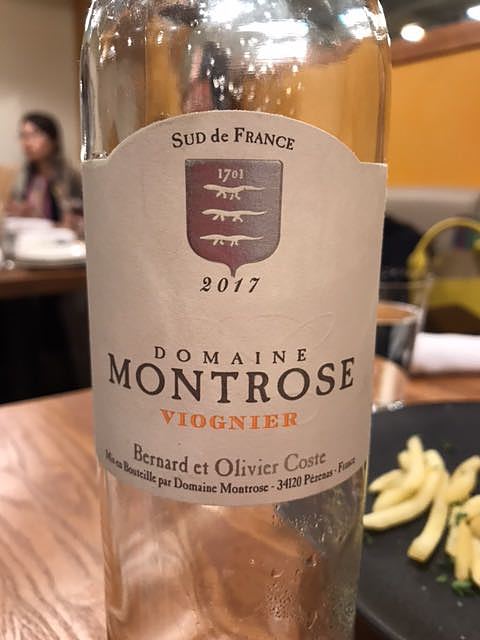 SUD de FRANCE
1701
2017
DOMAINE
MONTROSE
VIOGNIER
Bernard et Olivier Coste
Mis en Bouteille par Domaine Montrose - 34120 Pézenas - France